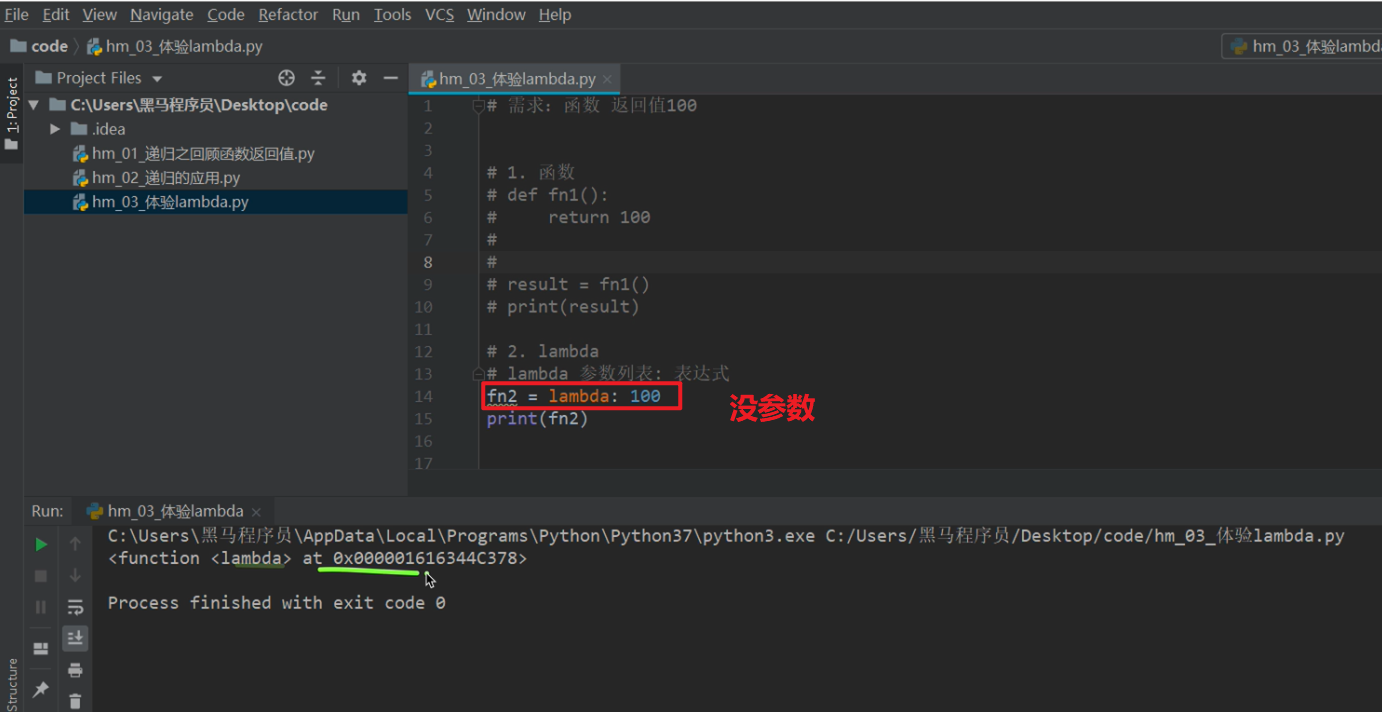 File Edit View Navigate Code Refactor Run Tools VCS Window Help
code hm_03_体验lambda.py hm_03_体验lambd
1: Project
Project Files
hm_03_体验lambda.py
C:\Users\黑马程序员\Desktop\code
.idea
hm_01_递归之回顾函数返回值.py
hm_02_递归的应用.py
hm_03_体验lambda.py
1 # 需求: 函数 返回值100
2
3
4 # 1. 函数
5 # def fn1():
6 #     return 100
7 #
8 #
9 # result = fn1()
10 # print(result)
11
12 # 2. lambda
13 # lambda 参数列表: 表达式
14 fn2 = lambda: 100
15 print(fn2)
16
17
没参数
Run: hm_03_体验lambda
C:\Users\黑马程序员\AppData\Local\Programs\Python\Python37\python3.exe C:/Users/黑马程序员/Desktop/code/hm_03_体验lambda.py
<function <lambda> at 0x000001616344C378>
Process finished with exit code 0
Structure